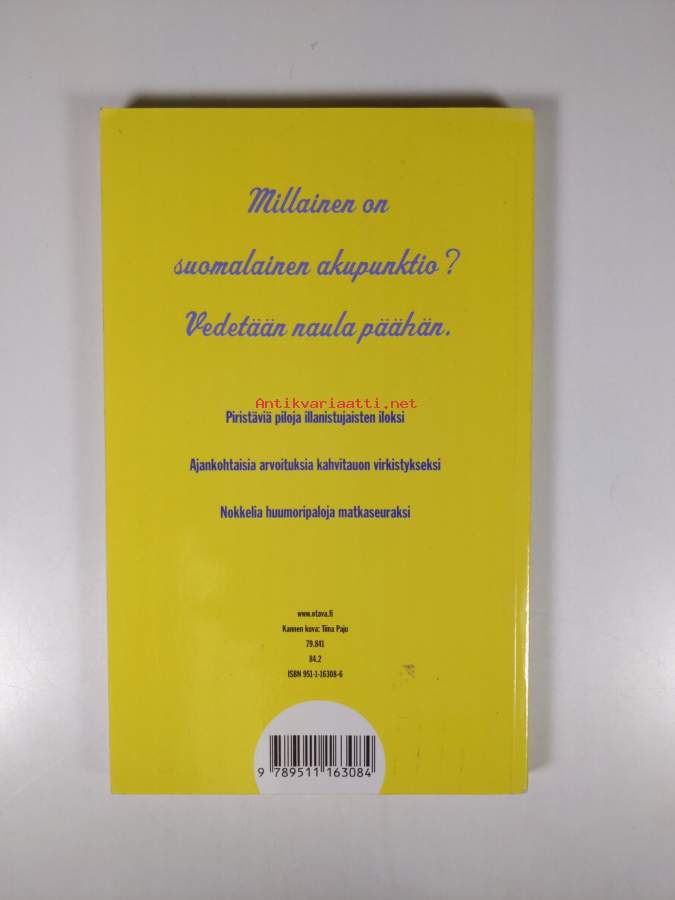 Millainen on
suomalainen akupunktio?
Vedetään naula päähän.
Antikvariaatti.net
Piristäviä piloja illanistujaisten iloksi
Ajankohtaisia arvoituksia kahvitauon virkistykseksi
Nokkelia huumoripaloja matkaseuraksi
www.otava.fi
Kannen kuva: Tiina Paju
79.841
84.2
ISBN 951-1-16308-6
9 789511 163084